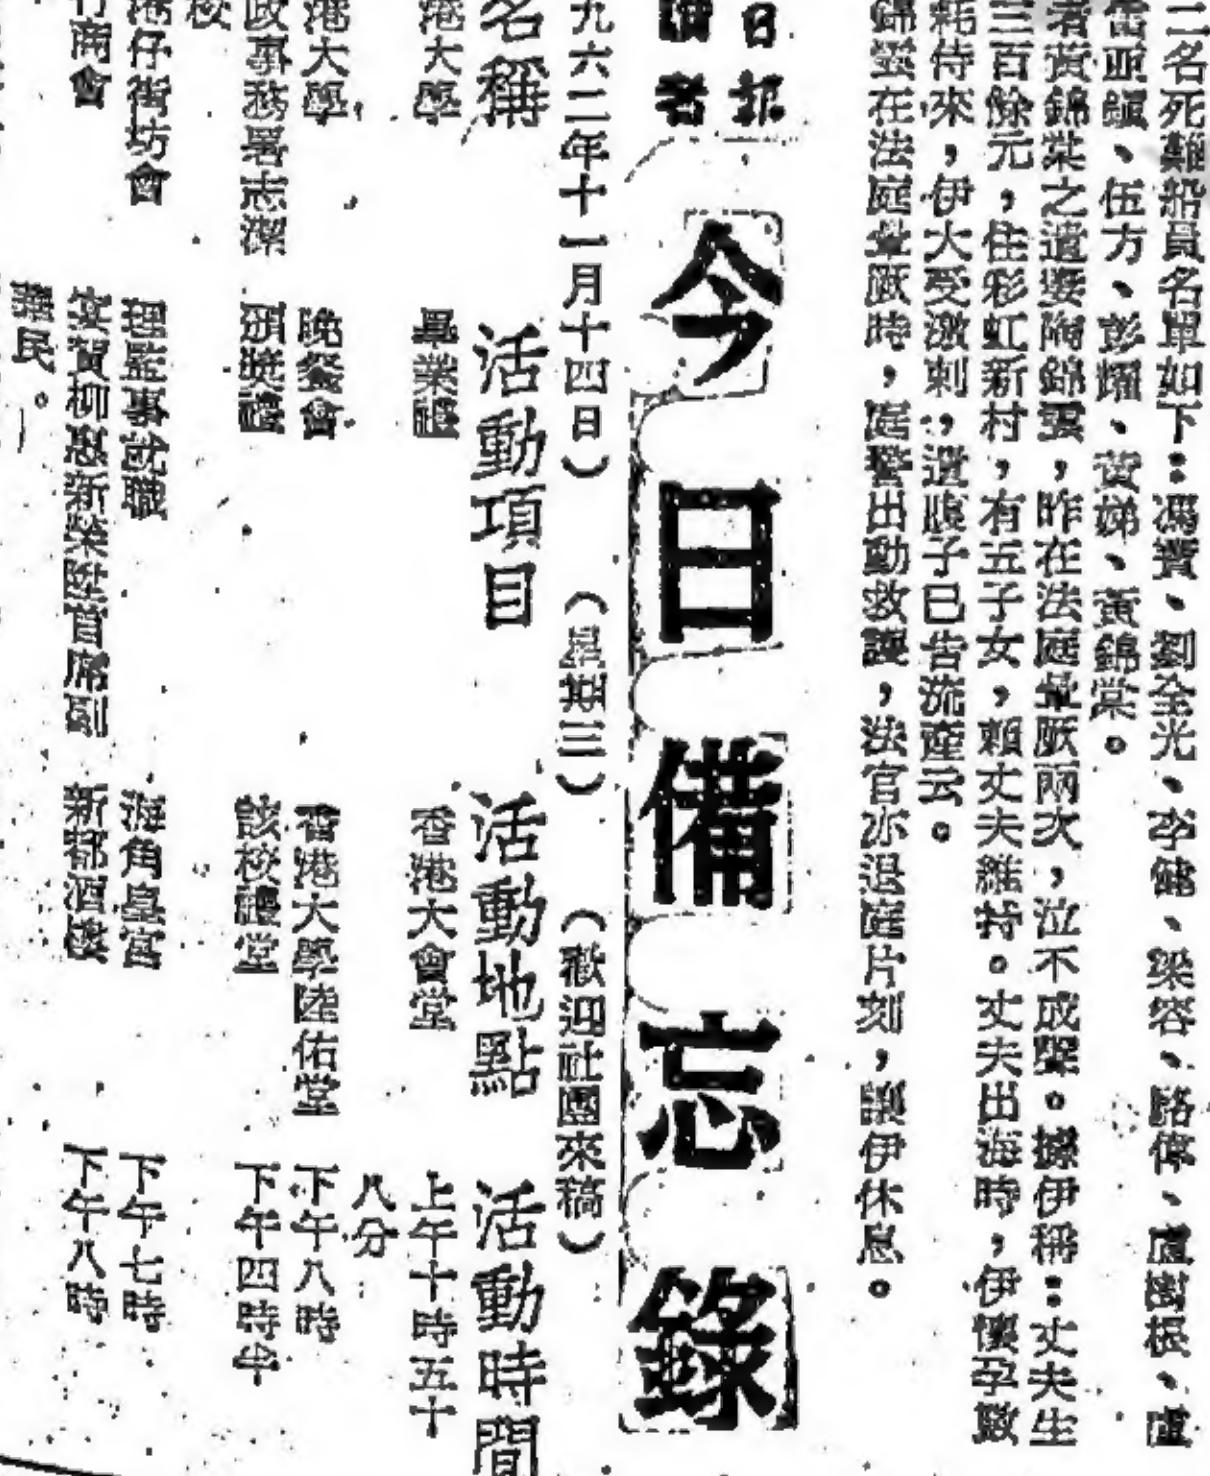 二名死難船員名單如下：馮寶、劉全光、李健、梁容、路偉、盧樹根、盧
伍方、彭耀、黃娣、黃錦棠。
者黃錦棠之遺妻陶錦雲，昨在法庭暈厥兩次，泣不成聲。據伊稱：丈夫生
三百餘元，住彩虹新村，有五子女，賴丈夫維持。丈夫出海時，伊懷孕數
耗侍來，伊大受激刺，遺腹子已告流產云。
錦雲在法庭暈厥時，庭警出動救護，法官亦退庭片刻，讓伊休息。
日報
讀者
今日備忘錄
九六二年十一月十四日）（星期三）（歡迎社團來稿）
名稱 活動項目 活動地點 活動時間
港大學 畢業禮 香港大會堂 上午十時五十
八分
港大學 晚餐會 香港大學陸佑堂 下午八時
政事務署志潔 頒獎禮 該校禮堂 下午四時半
校
港仔街坊會 理監事就職 海角皇宮 下午七時
商會 宴賀柳惠新榮陞首席副 新都酒樓 下午八時
華民。